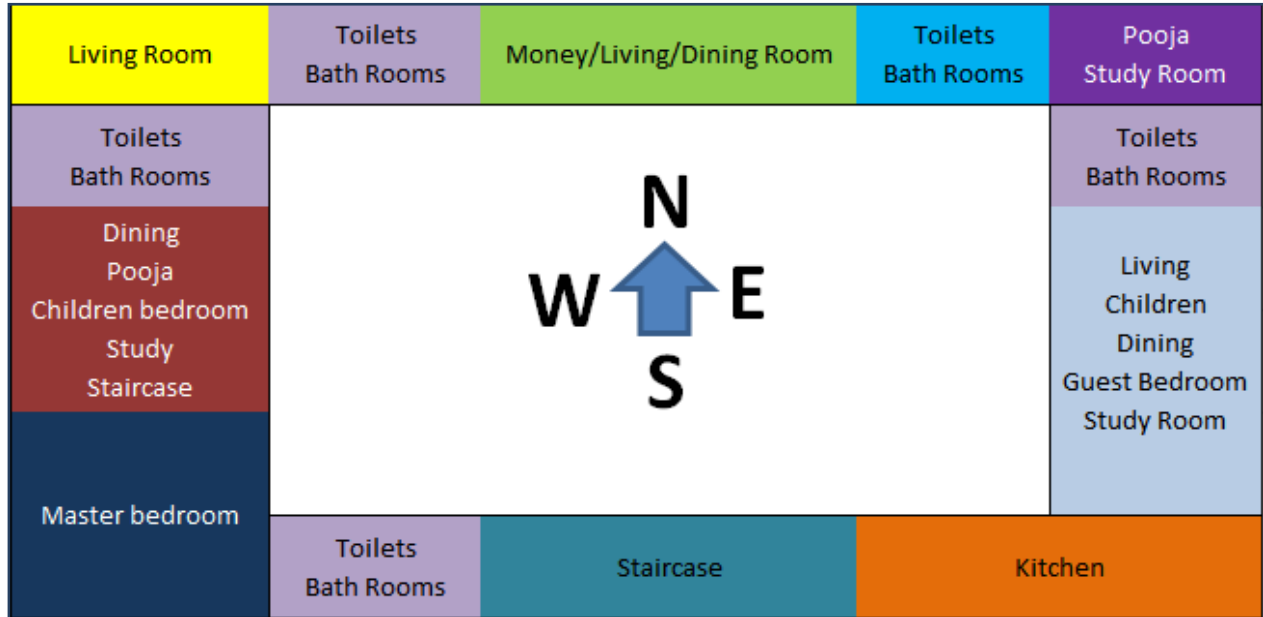 Living Room
Toilets
Bath Rooms
Money/Living/Dining Room
Toilets
Bath Rooms
Pooja
Study Room
Toilets
Bath Rooms
Toilets
Bath Rooms
N
W
E
S
Dining
Pooja
Children bedroom
Study
Staircase
Living
Children
Dining
Guest Bedroom
Study Room
Master bedroom
Toilets
Bath Rooms
Staircase
Kitchen